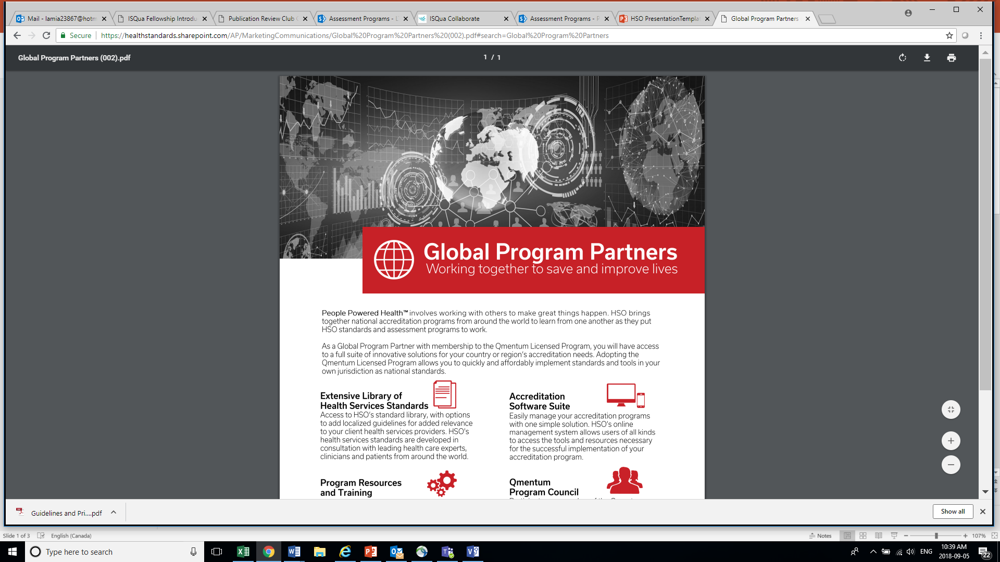 Mail - lamia23867@hotm
ISQua Fellowship Introdu
Publication Review Club
Assessment Programs -
ISQua Collaborate
Assessment Programs - P
HSO PresentationTempla
Global Program Partners
Secure
https://healthstandards.sharepoint.com/AP/MarketingCommunications/Global%20Program%20Partners%20(002).pdf#search=Global%20Program%20Partners
Global Program Partners (002).pdf
1 / 1
Global Program Partners
Working together to save and improve lives
People Powered Health™ involves working with others to make great things happen. HSO brings
together national accreditation programs from around the world to learn from one another as they put
HSO standards and assessment programs to work.
As a Global Program Partner with membership to the Qmentum Licensed Program, you will have access
to a full suite of innovative solutions for your country or region's accreditation needs. Adopting the
Qmentum Licensed Program allows you to quickly and affordably implement standards and tools in your
own jurisdiction as national standards.
Extensive Library of
Health Services Standards
Access to HSO's standard library, with options
to add localized guidelines for added relevance
to your client health services providers. HSO's
health services standards are developed in
consultation with leading health care experts,
clinicians and patients from around the world.
Accreditation
Software Suite
Easily manage your accreditation programs
with one simple solution. HSO's online
management system allows users of all kinds
to access the tools and resources necessary
for the successful implementation of your
accreditation program.
Program Resources
and Training
Qmentum
Program Council
Guidelines and Pri....pdf
Show all
Slide 1 of 3
English (Canada)
Notes
107%
Type here to search
ENG
10:39 AM
2018-09-05
22